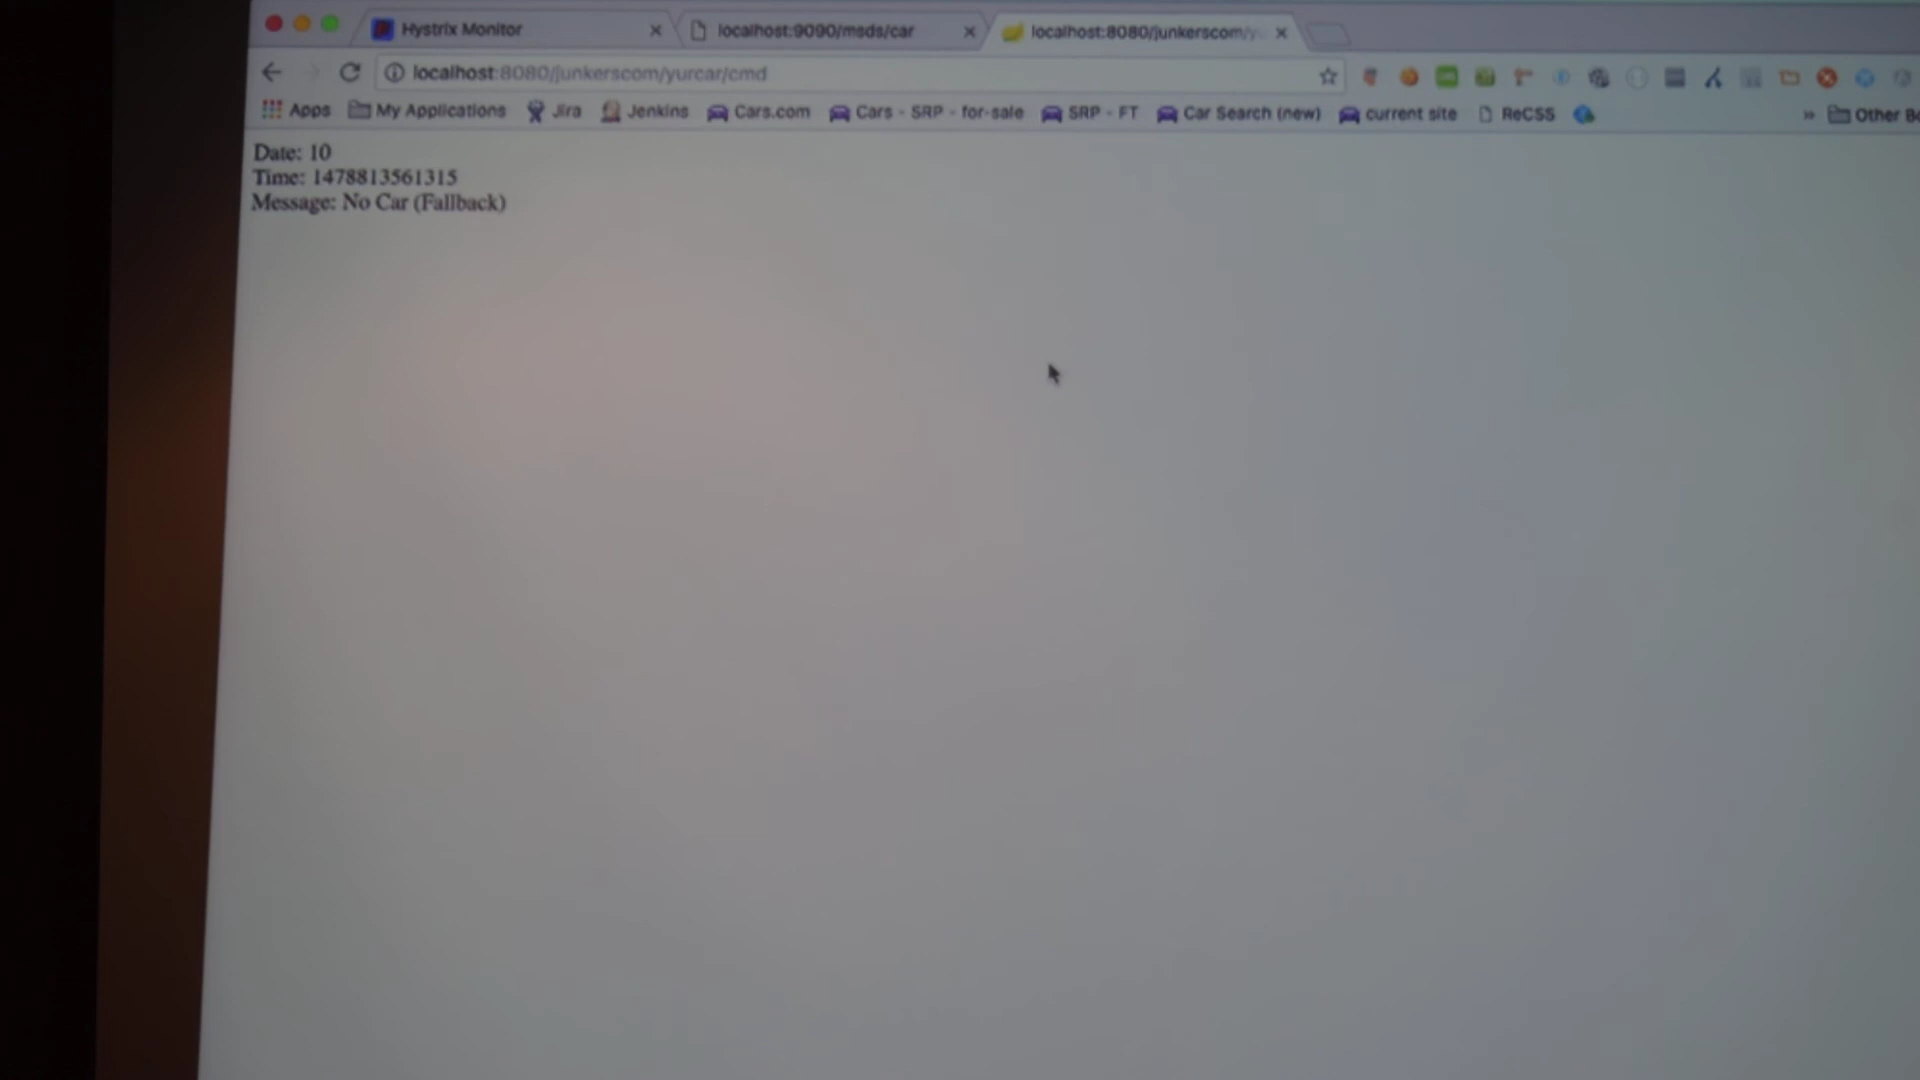 Hystrix Monitor
localhost:9090/msds/car
localhost:8080/junkerscom/y
localhost:8080/junkerscom/yurcar/cmd
Apps My Applications Jira Jenkins Cars.com Cars - SRP - for-sale SRP - FT Car Search (new) current site ReCSS » Other Bo
Date: 10
Time: 1478813561315
Message: No Car (Fallback)